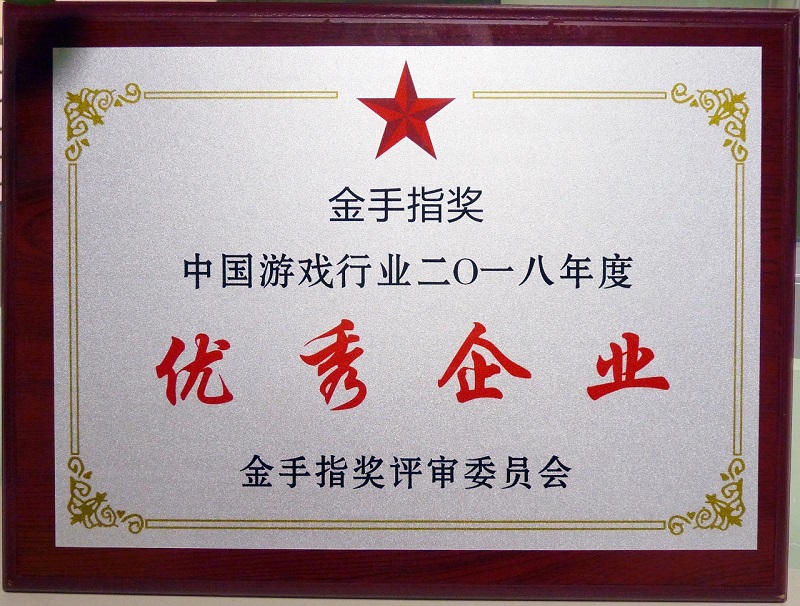 金手指奖
中国游戏行业二O一八年度
优秀企业
金手指奖评审委员会